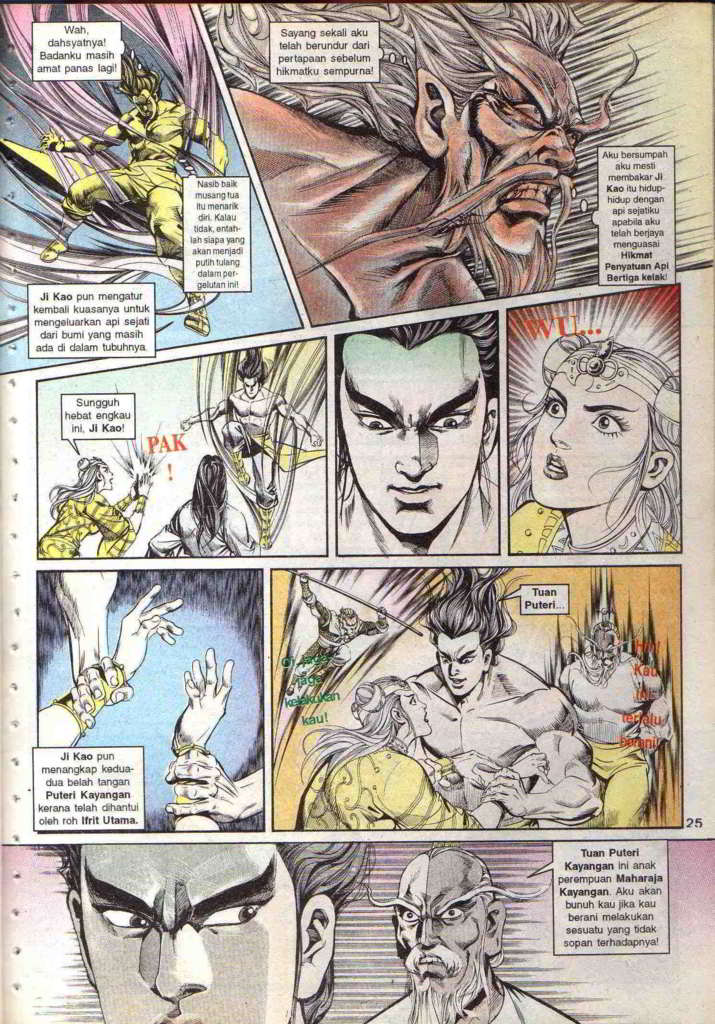 Wah,
dahsyatnya!
Badanku masih
amat panas lagi!
Sayang sekali aku
telah berundur dari
pertapaan sebelum
hikmatku sempurna!
Nasib baik
musang tua
itu menarik
diri. Kalau
tidak, entah-
lah siapa yang
akan menjadi
putih tulang
dalam per-
gelutan ini!
Aku bersumpah
aku mesti
membakar Ji
Kao itu hidup-
hidup dengan
api sejatiku
apabila aku
telah berjaya
menguasai
Hikmat
Penyatuan Api
Bertiga kelak!
Ji Kao pun mengatur
kembali kuasanya untuk
mengeluarkan api sejati
dari bumi yang masih
ada di dalam tubuhnya.
Sungguh
hebat engkau
ini, Ji Kao!
PAK
!
WU...
Ji Kao pun
menangkap kedua-
dua belah tangan
Puteri Kayangan
kerana telah dihantui
oleh roh Ifrit Utama.
Tuan
Puteri...
jaga
kelakukan
kau!
Kau
ini
terlalu
berani!
25
Tuan Puteri
Kayangan ini anak
perempuan Maharaja
Kayangan. Aku akan
bunuh kau jika kau
berani melakukan
sesuatu yang tidak
sopan terhadapnya!